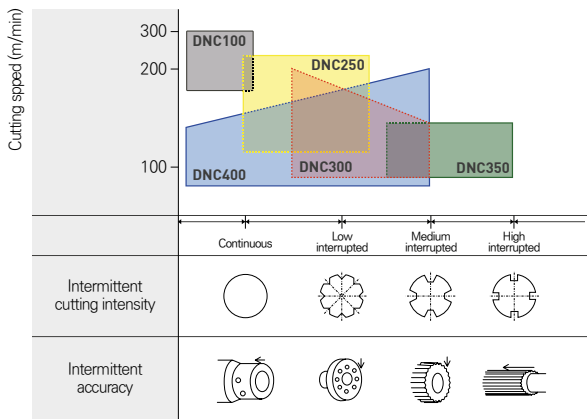 Cutting spped (m/min)
300
200
100
DNC100
DNC250
DNC400
DNC300
DNC350
Continuous
Low
interrupted
Medium
interrupted
High
interrupted
Intermittent
cutting intensity
Intermittent
accuracy